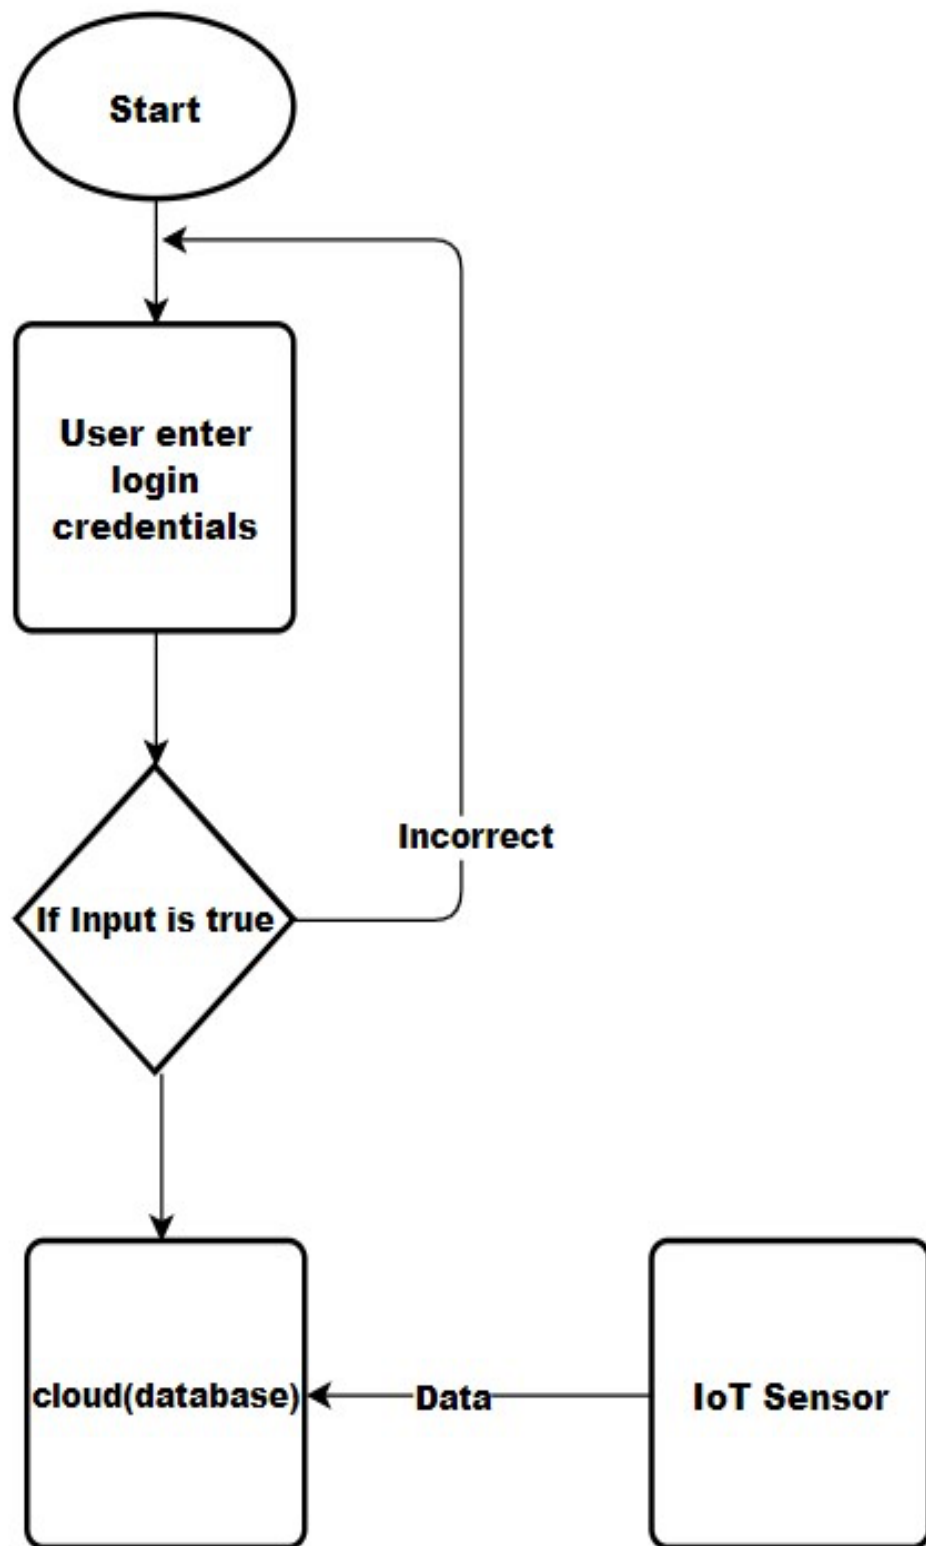 Start
User enter
login
credentials
Incorrect
If Input is true
cloud(database)
Data
IoT Sensor